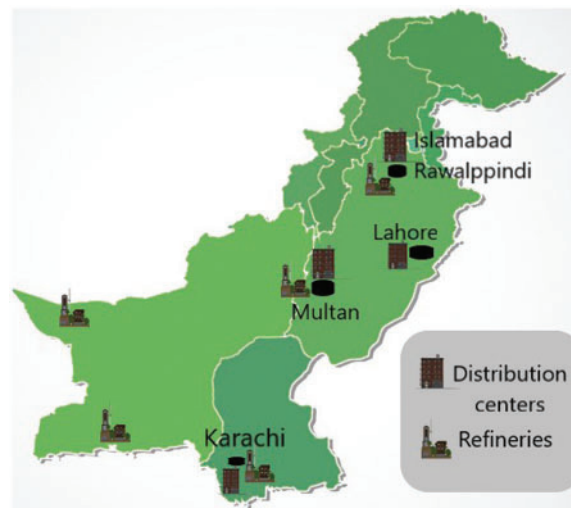 Islamabad
Rawalppindi
Lahore
Multan
Karachi
Distribution
centers
Refineries